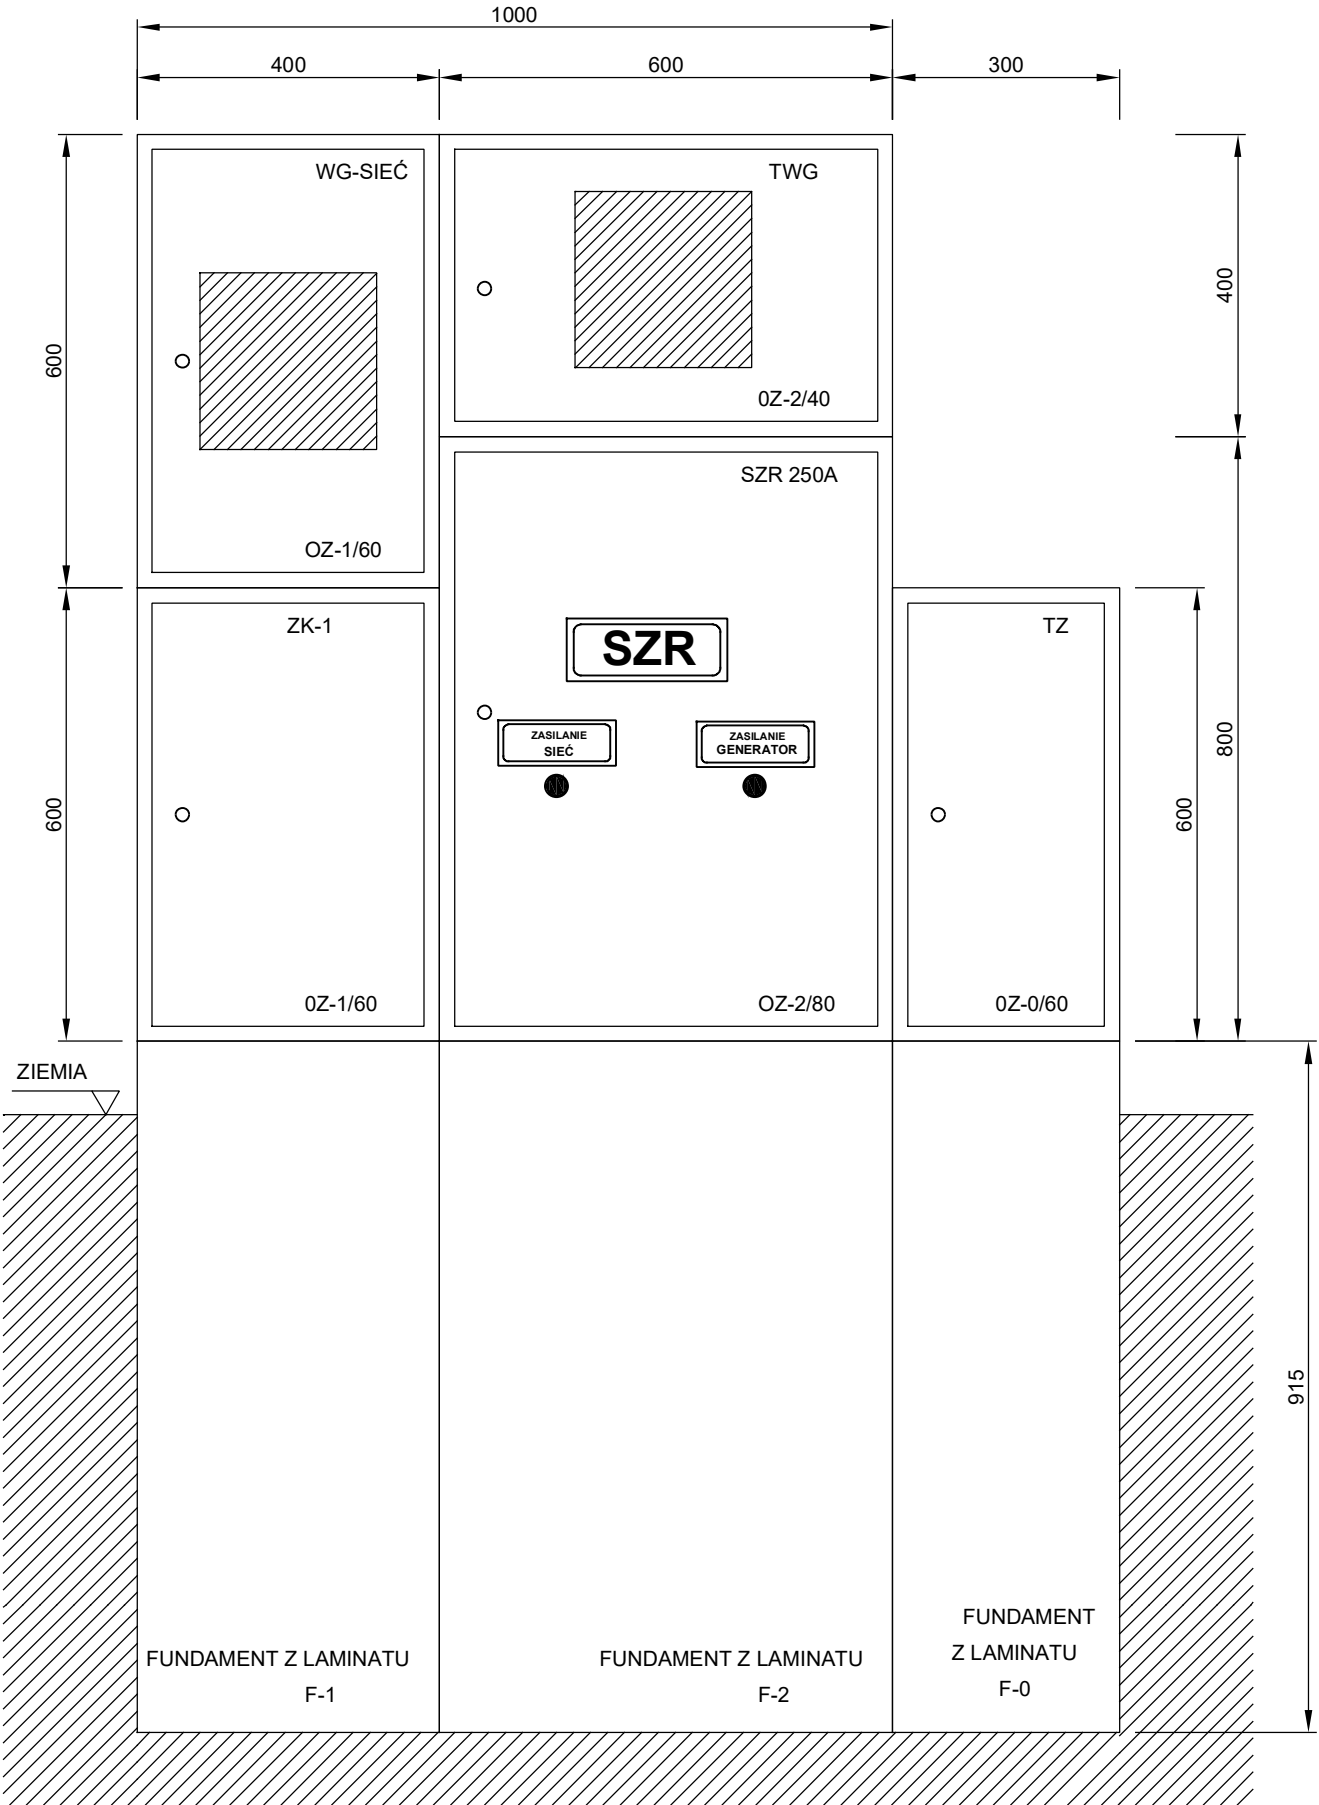 1000
400
600
300
WG-SIEĆ
TWG
400
600
0Z-2/40
SZR 250A
OZ-1/60
ZK-1
SZR
TZ
ZASILANIE
SIEĆ
ZASILANIE
GENERATOR
800
600
600
0Z-1/60
OZ-2/80
0Z-0/60
ZIEMIA
915
FUNDAMENT Z LAMINATU
F-1
FUNDAMENT Z LAMINATU
F-2
FUNDAMENT
Z LAMINATU
F-0